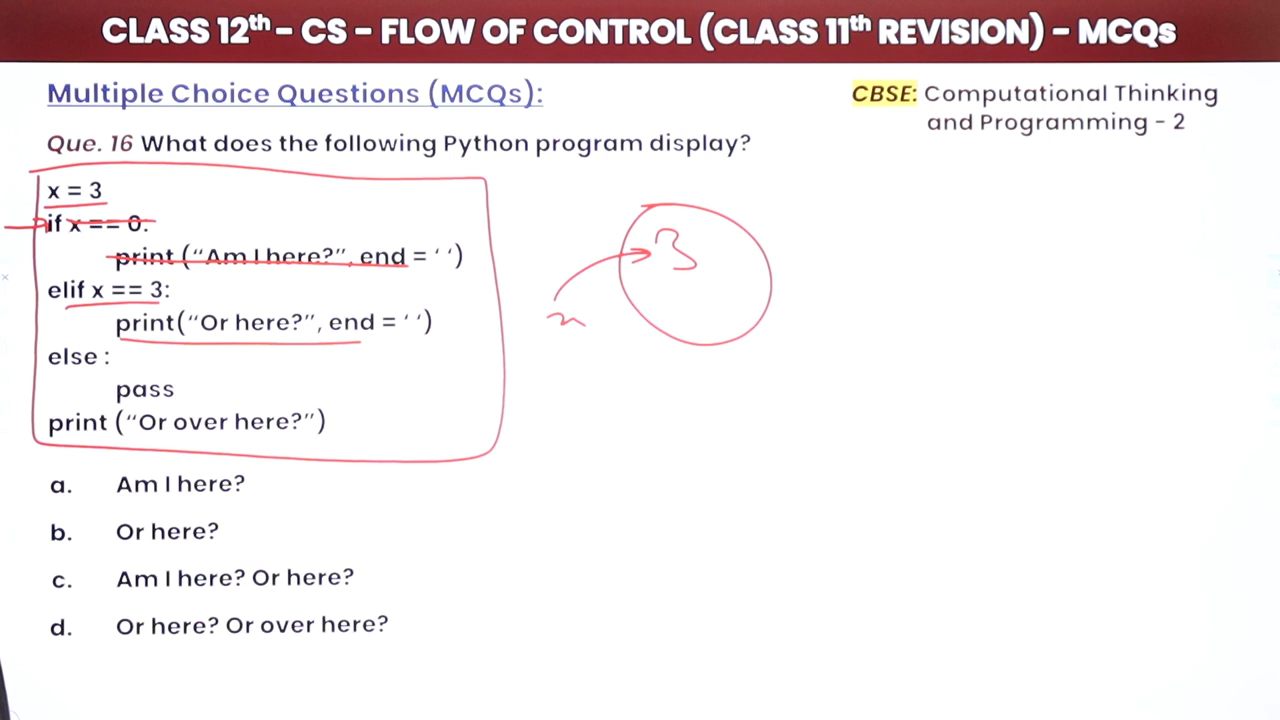 CLASS 12th – CS – FLOW OF CONTROL (CLASS 11th REVISION) – MCQs
Multiple Choice Questions (MCQs):
CBSE: Computational Thinking
and Programming - 2
Que. 16 What does the following Python program display?
x = 3
if x == 0:
print (“Am I here?”, end = ‘ ‘)
elif x == 3:
print(“Or here?”, end = ‘ ‘)
else :
pass
print (“Or over here?”)
3
x
a. Am I here?
b. Or here?
c. Am I here? Or here?
d. Or here? Or over here?